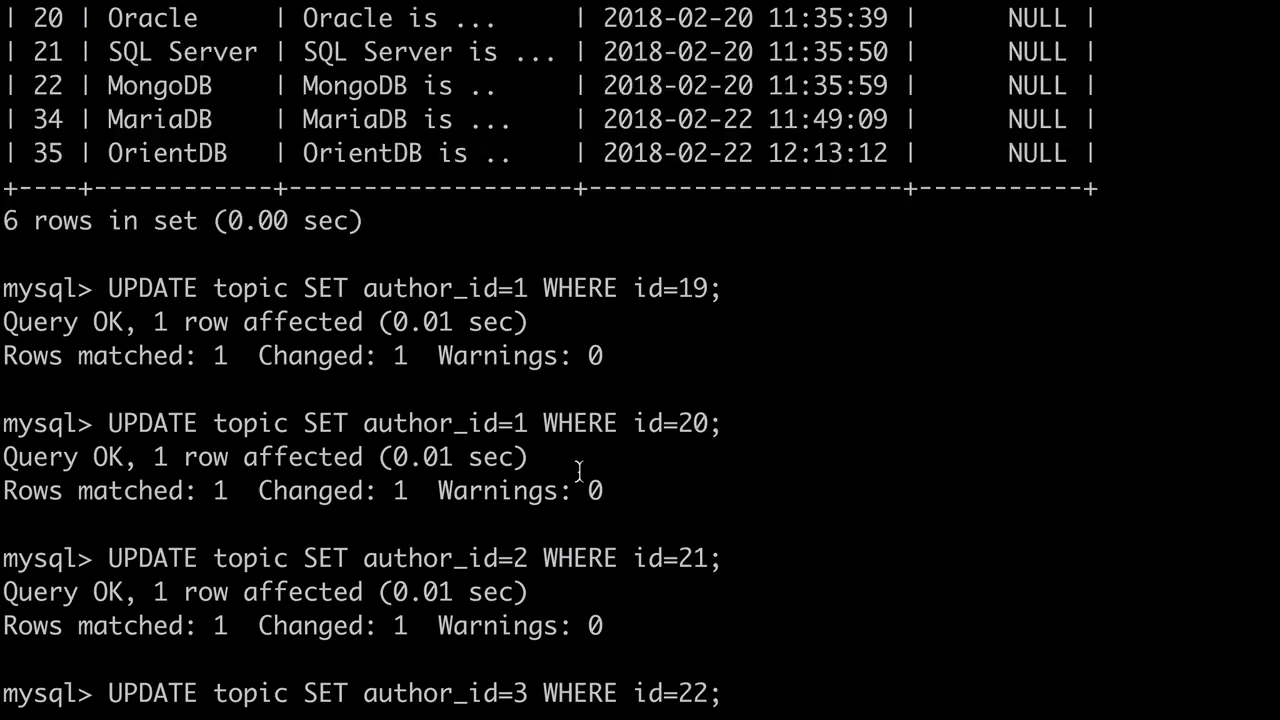 | 20 | Oracle     | Oracle is ...     | 2018-02-20 11:35:39 |      NULL |
| 21 | SQL Server | SQL Server is ... | 2018-02-20 11:35:50 |      NULL |
| 22 | MongoDB    | MongoDB is ..     | 2018-02-20 11:35:59 |      NULL |
| 34 | MariaDB    | MariaDB is ...    | 2018-02-22 11:49:09 |      NULL |
| 35 | OrientDB   | OrientDB is ..    | 2018-02-22 12:13:12 |      NULL |
+----+------------+-------------------+---------------------+-----------+
6 rows in set (0.00 sec)
mysql> UPDATE topic SET author_id=1 WHERE id=19;
Query OK, 1 row affected (0.01 sec)
Rows matched: 1  Changed: 1  Warnings: 0
mysql> UPDATE topic SET author_id=1 WHERE id=20;
Query OK, 1 row affected (0.01 sec)
Rows matched: 1  Changed: 1  Warnings: 0
mysql> UPDATE topic SET author_id=2 WHERE id=21;
Query OK, 1 row affected (0.01 sec)
Rows matched: 1  Changed: 1  Warnings: 0
mysql> UPDATE topic SET author_id=3 WHERE id=22;